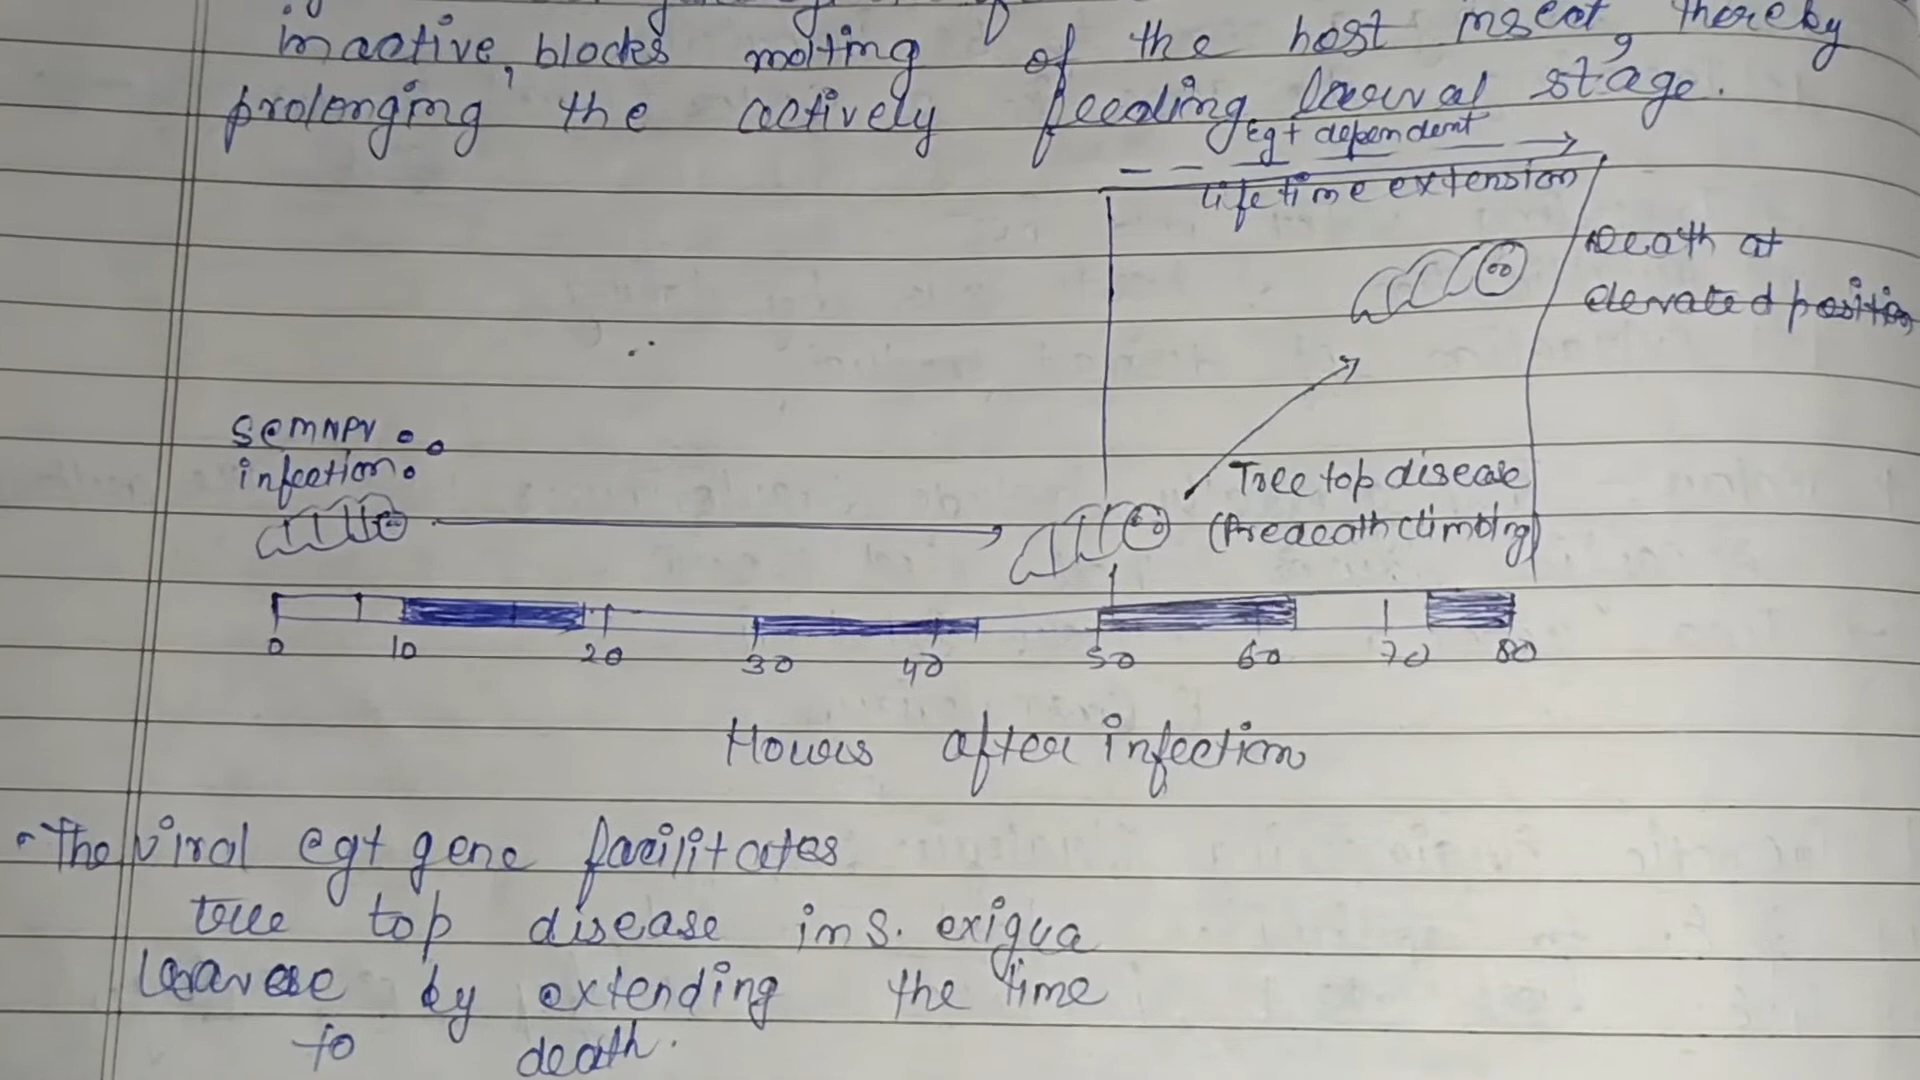 inactive, blocks molting of the host insect, thereby
prolonging the actively feeding larval stage.
Egt dependent
lifetime extension
Death at
elevated position
SeMNPV
infection
Tree top disease
(Predeath climbing)
0 10 20 30 40 50 60 70 80
Hours after infection
• The viral egt gene facilitates
tree top disease in S. exigua
larvae by extending the time
to death.